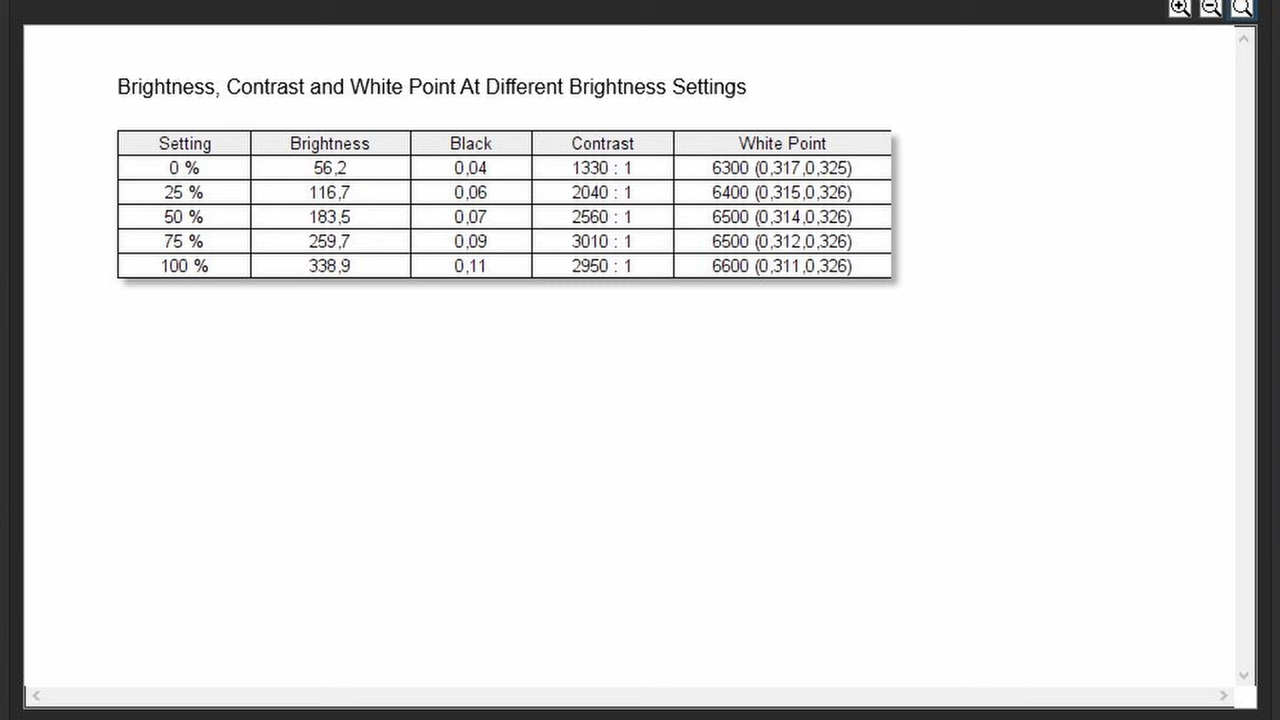 Brightness, Contrast and White Point At Different Brightness Settings
Setting Brightness Black Contrast White Point
0 % 56,2 0,04 1330 : 1 6300 (0,317,0,325)
25 % 116,7 0,06 2040 : 1 6400 (0,315,0,326)
50 % 183,5 0,07 2560 : 1 6500 (0,314,0,326)
75 % 259,7 0,09 3010 : 1 6500 (0,312,0,326)
100 % 338,9 0,11 2950 : 1 6600 (0,311,0,326)